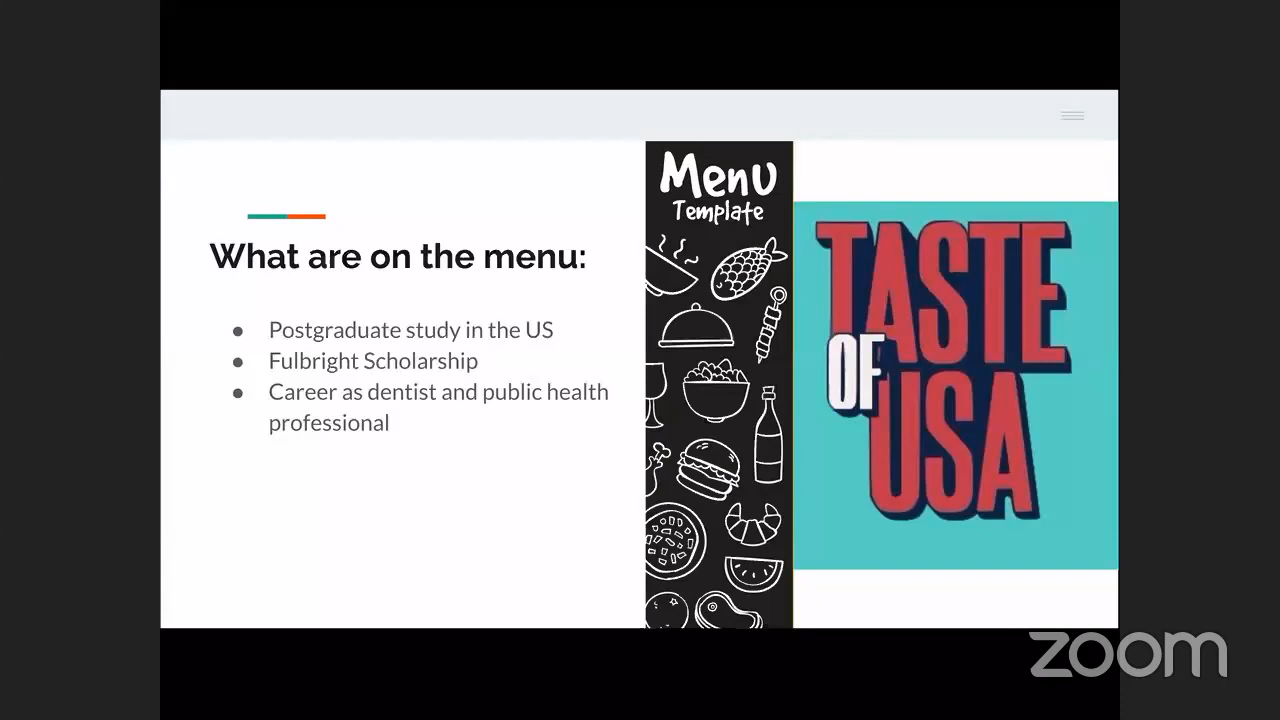 What are on the menu:
● Postgraduate study in the US
● Fulbright Scholarship
● Career as dentist and public health
professional
Menu
Template
TASTE
OF
USA
zoom